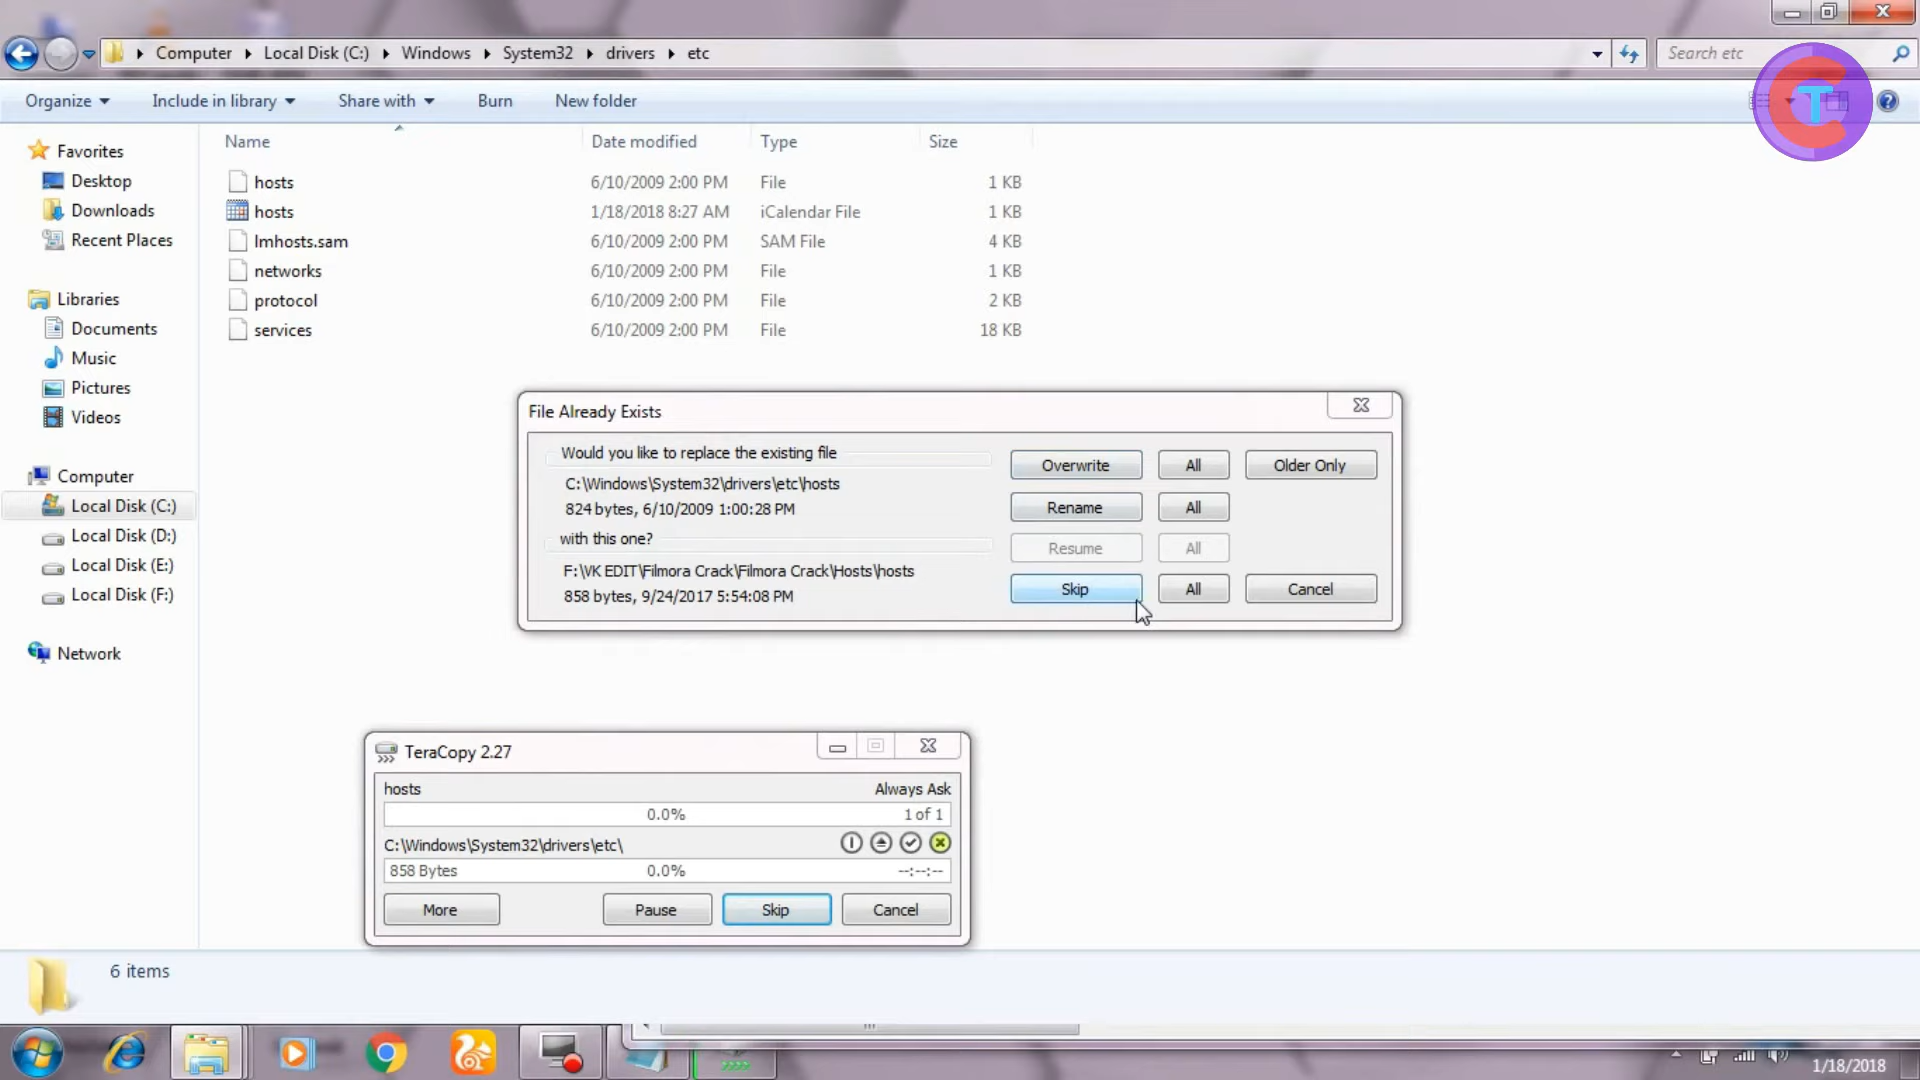 Computer Local Disk (C:) Windows System32 drivers etc Search etc
Organize Include in library Share with Burn New folder
CT
Name Date modified Type Size
hosts 6/10/2009 2:00 PM File 1 KB
hosts 1/18/2018 8:27 AM iCalendar File 1 KB
lmhosts.sam 6/10/2009 2:00 PM SAM File 4 KB
networks 6/10/2009 2:00 PM File 1 KB
protocol 6/10/2009 2:00 PM File 2 KB
services 6/10/2009 2:00 PM File 18 KB
Favorites
Desktop
Downloads
Recent Places
Libraries
Documents
Music
Pictures
Videos
Computer
Local Disk (C:)
Local Disk (D:)
Local Disk (E:)
Local Disk (F:)
Network
File Already Exists
Would you like to replace the existing file
C:\Windows\System32\drivers\etc\hosts
824 bytes, 6/10/2009 1:00:28 PM
with this one?
F:\VK EDIT\Filmora Crack\Filmora Crack\Hosts\hosts
858 bytes, 9/24/2017 5:54:08 PM
Overwrite All Older Only
Rename All
Resume All
Skip All Cancel
TeraCopy 2.27
hosts Always Ask
0.0% 1 of 1
C:\Windows\System32\drivers\etc\
858 Bytes 0.0% --:--:--
More Pause Skip Cancel
6 items
1/18/2018